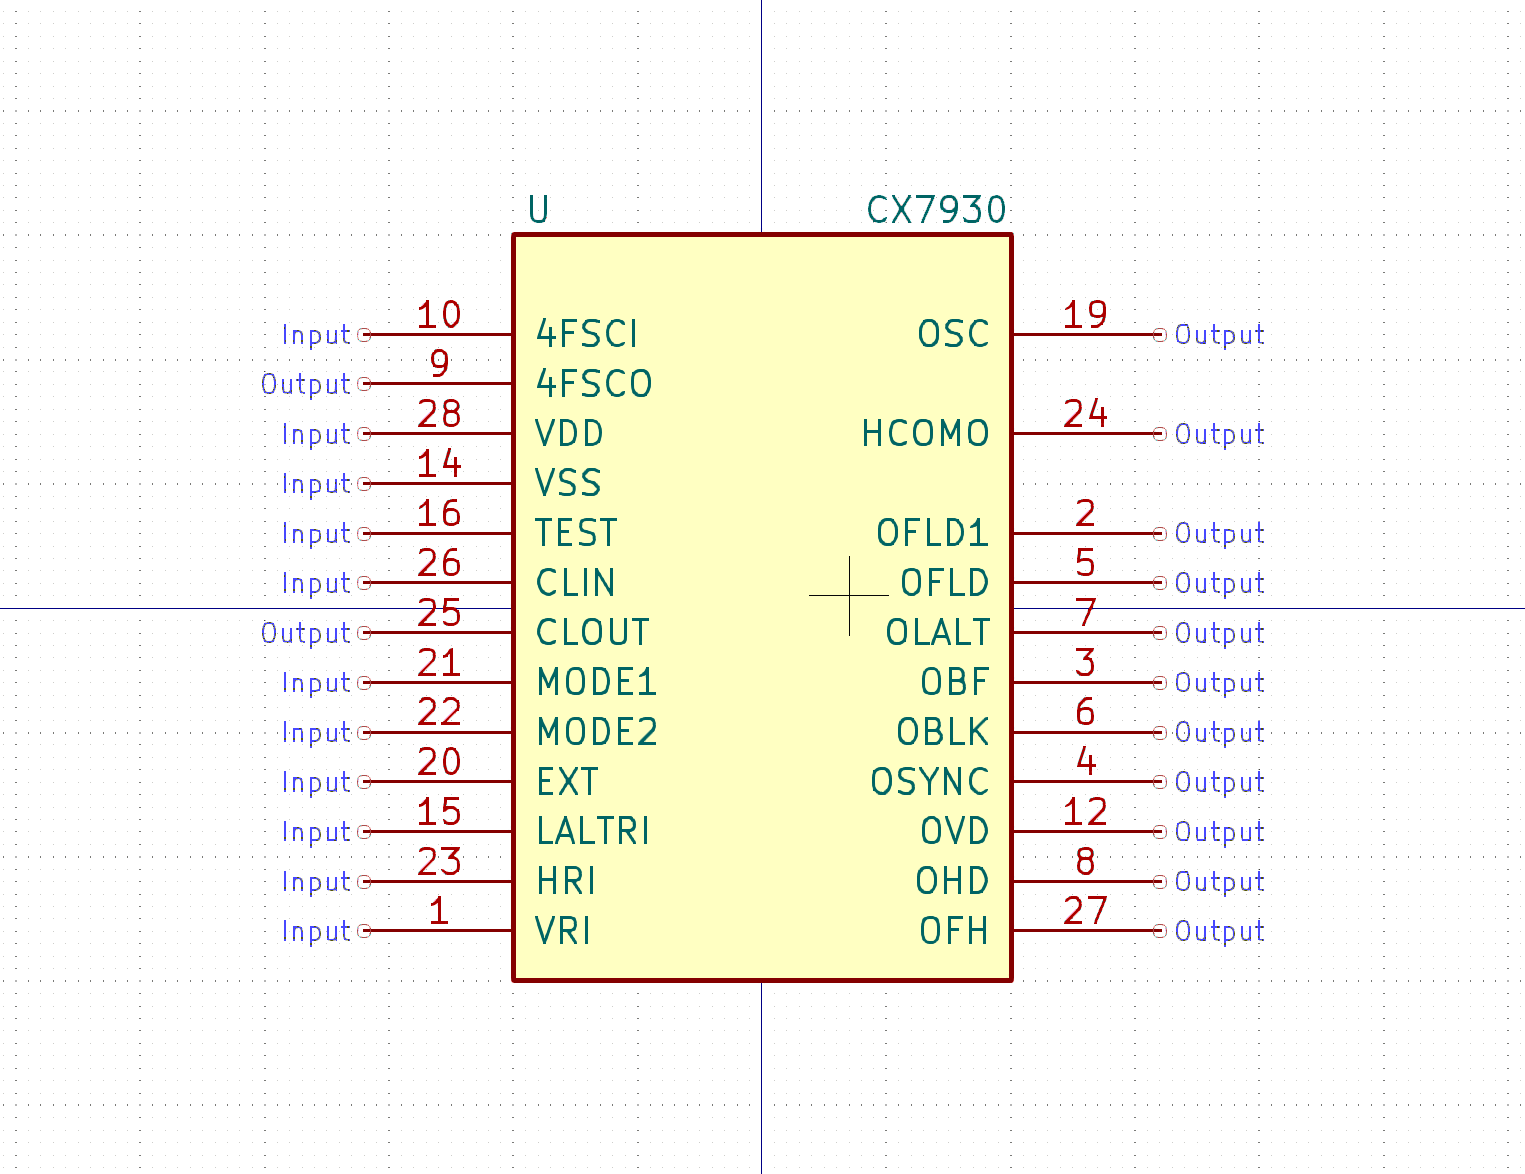 U CX7930
10 19
Input 4FSCI OSC Output
9
Output 4FSCO
28 24
Input VDD HCOMO Output
14
Input VSS
16 2
Input TEST OFLD1 Output
26 5
Input CLIN OFLD Output
25 7
Output CLOUT OLALT Output
21 3
Input MODE1 OBF Output
22 6
Input MODE2 OBLK Output
20 4
Input EXT OSYNC Output
15 12
Input LALTRI OVD Output
23 8
Input HRI OHD Output
1 27
Input VRI OFH Output